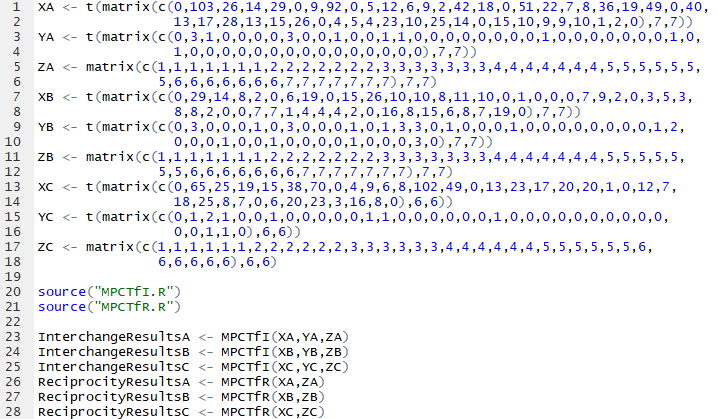 1 XA <- t(matrix(c(0,103,26,14,29,0,9,92,0,5,12,6,9,2,42,18,0,51,22,7,8,36,19,49,0,40,
2 13,17,28,13,15,26,0,4,5,4,23,10,25,14,0,15,10,9,9,10,1,2,0),7,7))
3 YA <- t(matrix(c(0,3,1,0,0,0,0,3,0,0,1,0,0,1,1,0,0,0,0,0,0,0,0,1,0,0,0,0,0,0,0,1,0,
4 1,0,0,0,0,0,0,0,0,0,0,0,0,0,0,0),7,7))
5 ZA <- matrix(c(1,1,1,1,1,1,1,2,2,2,2,2,2,2,3,3,3,3,3,3,3,4,4,4,4,4,4,4,5,5,5,5,5,5,
6 5,6,6,6,6,6,6,6,7,7,7,7,7,7,7),7,7)
7 XB <- t(matrix(c(0,29,14,8,2,0,6,19,0,15,26,10,10,8,11,10,0,1,0,0,0,7,9,2,0,3,5,3,
8 8,8,2,0,0,7,7,1,4,4,4,2,0,16,8,15,6,8,7,19,0),7,7))
9 YB <- t(matrix(c(0,3,0,0,0,1,0,3,0,0,0,1,0,1,3,3,0,1,0,0,0,1,0,0,0,0,0,0,0,0,1,2,
10 0,0,0,1,0,0,1,0,0,0,0,1,0,0,0,3,0),7,7))
11 ZB <- matrix(c(1,1,1,1,1,1,1,2,2,2,2,2,2,2,3,3,3,3,3,3,3,4,4,4,4,4,4,4,5,5,5,5,5,
12 5,5,6,6,6,6,6,6,6,7,7,7,7,7,7,7),7,7)
13 XC <- t(matrix(c(0,65,25,19,15,38,70,0,4,9,6,8,102,49,0,13,23,17,20,20,1,0,12,7,
14 18,25,8,7,0,6,20,23,3,16,8,0),6,6))
15 YC <- t(matrix(c(0,1,2,1,0,0,1,0,0,0,0,0,1,1,0,0,0,0,0,0,1,0,0,0,0,0,0,0,0,0,0,
16 0,0,1,1,0),6,6))
17 ZC <- matrix(c(1,1,1,1,1,1,2,2,2,2,2,2,3,3,3,3,3,3,4,4,4,4,4,4,5,5,5,5,5,5,6,
18 6,6,6,6,6),6,6)
19
20 source("MPCTfI.R")
21 source("MPCTfR.R")
22
23 InterchangeResultsA <- MPCTfI(XA,YA,ZA)
24 InterchangeResultsB <- MPCTfI(XB,YB,ZB)
25 InterchangeResultsC <- MPCTfI(XC,YC,ZC)
26 ReciprocityResultsA <- MPCTfR(XA,ZA)
27 ReciprocityResultsB <- MPCTfR(XB,ZB)
28 ReciprocityResultsC <- MPCTfR(XC,ZC)